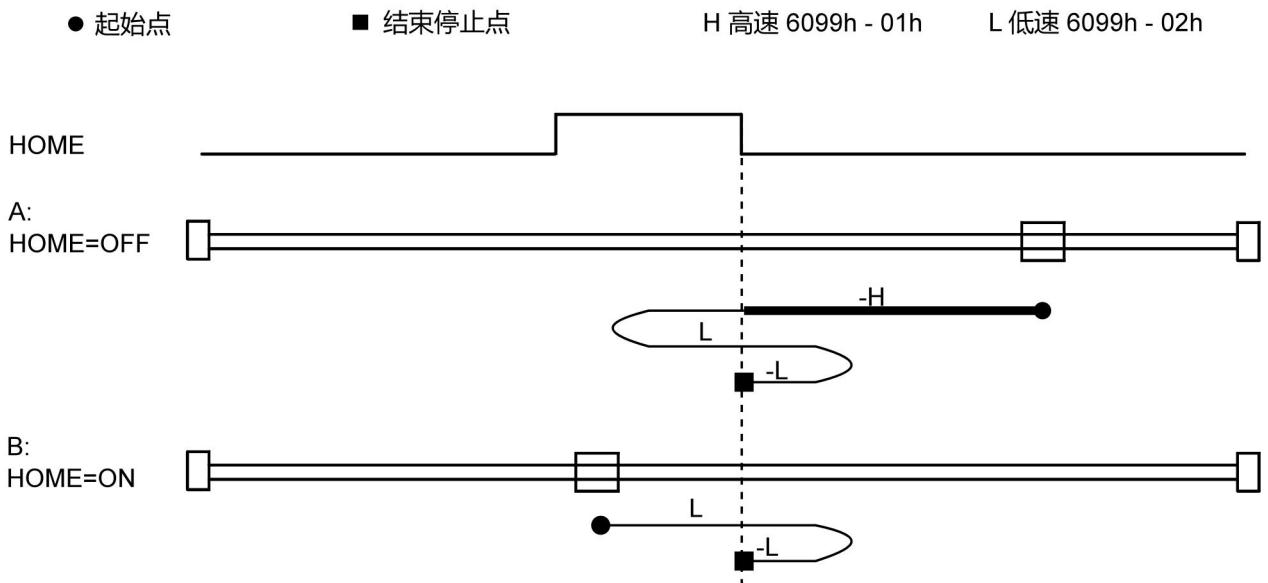 ● 起始点 ■ 结束停止点 H 高速 6099h - 01h L 低速 6099h - 02h
HOME
A:
HOME=OFF
-H
L
-L
B:
HOME=ON
L
-L